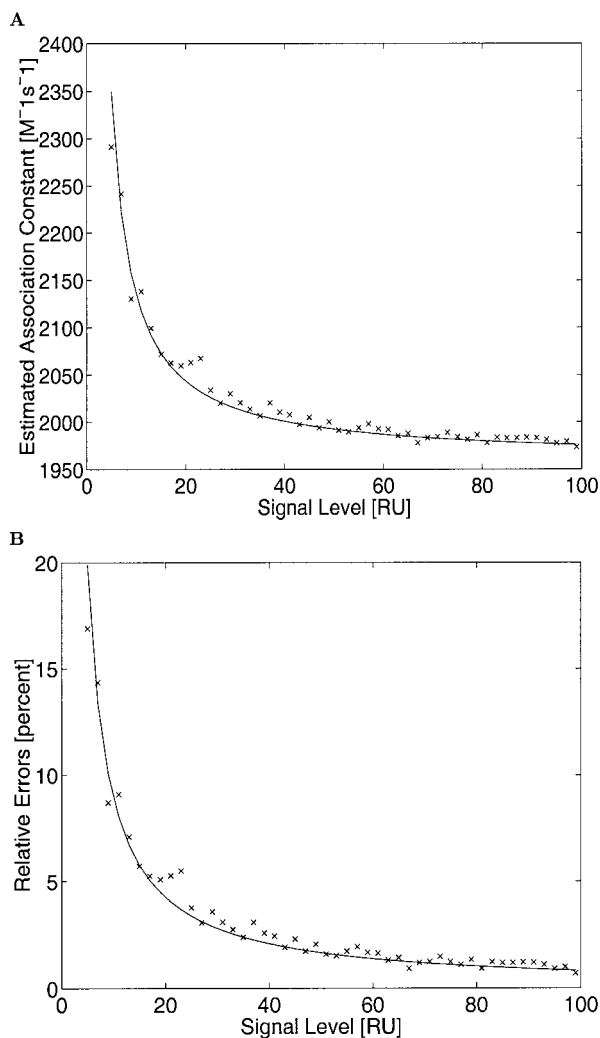 A
Estimated Association Constant [M⁻1s⁻1]
2400
2350
2300
2250
2200
2150
2100
2050
2000
1950
0 20 40 60 80 100
Signal Level [RU]
B
Relative Errors [percent]
20
15
10
5
0
0 20 40 60 80 100
Signal Level [RU]